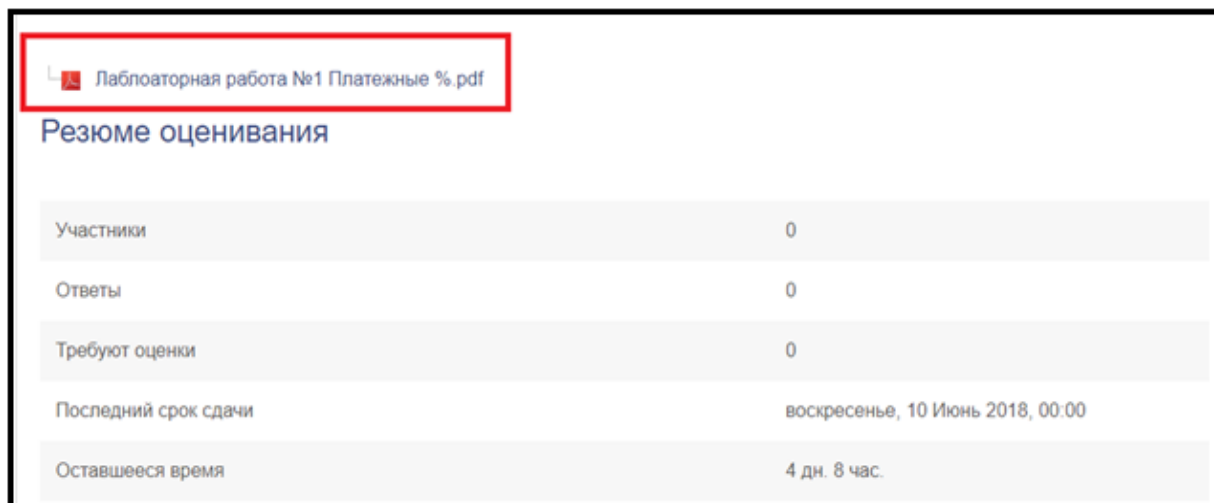 Лаблоаторная работа №1 Платежные %.pdf
Резюме оценивания
Участники 0
Ответы 0
Требуют оценки 0
Последний срок сдачи воскресенье, 10 Июнь 2018, 00:00
Оставшееся время 4 дн. 8 час.